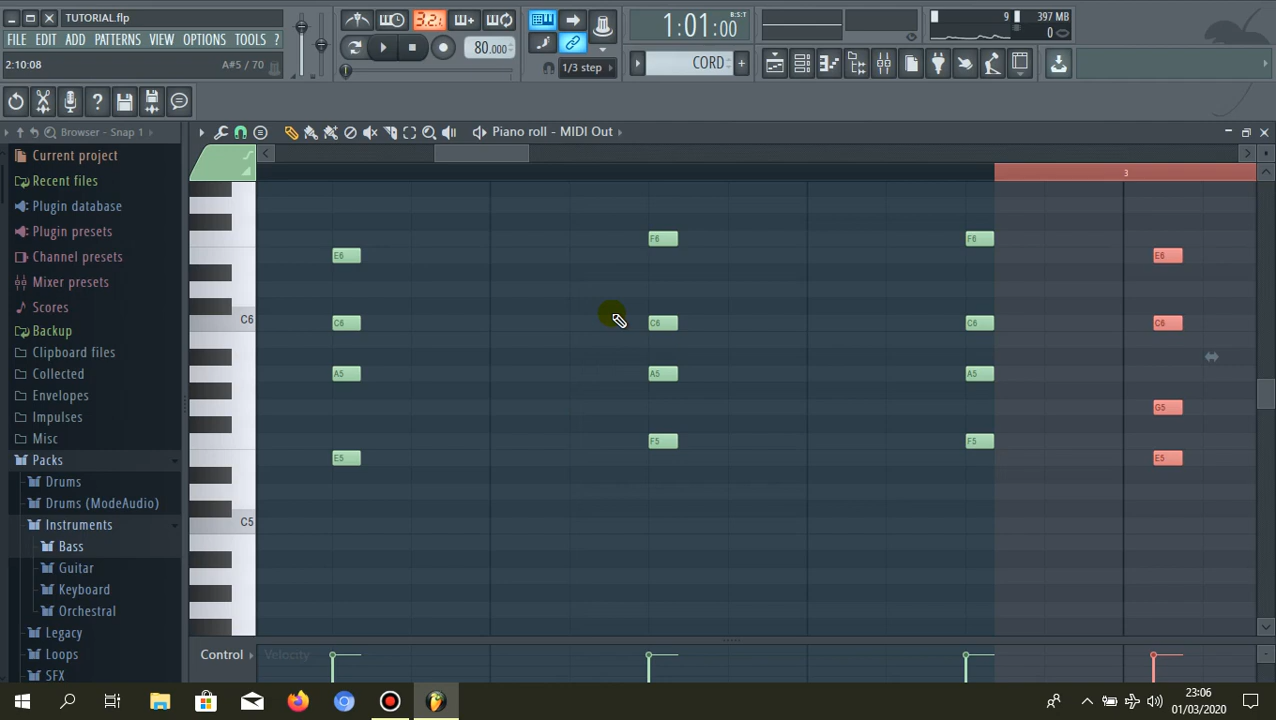 TUTORIAL.flp
FILE EDIT ADD PATTERNS VIEW OPTIONS TOOLS ?
2:10:08 A#5 / 70
3.2.
80.000
1/3 step
1:01:00
B:S:T
CORD
9 397 MB
0
Browser - Snap 1
Current project
Recent files
Plugin database
Plugin presets
Channel presets
Mixer presets
Scores
Backup
Clipboard files
Collected
Envelopes
Impulses
Misc
Packs
Drums
Drums (ModeAudio)
Instruments
Bass
Guitar
Keyboard
Orchestral
Legacy
Loops
SFX
Piano roll - MIDI Out
3
F6 F6
E6 E6
C6 C6 C6 C6 C6
A5 A5 A5
G5
F5 F5
E5 E5
C5
Control Velocity
23:06
01/03/2020